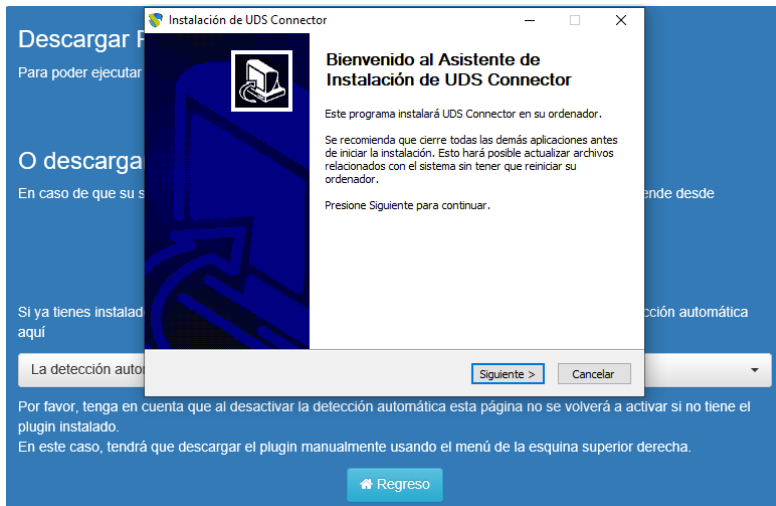 Descargar
Para poder ejecutar
O descarga
En caso de que su
ende desde
Si ya tienes instalad
cción automática
aquí
La detección auto
Por favor, tenga en cuenta que al desactivar la detección automática esta página no se volverá a activar si no tiene el
plugin instalado.
En este caso, tendrá que descargar el plugin manualmente usando el menú de la esquina superior derecha.
Regreso
Instalación de UDS Connector
Bienvenido al Asistente de
Instalación de UDS Connector
Este programa instalará UDS Connector en su ordenador.
Se recomienda que cierre todas las demás aplicaciones antes
de iniciar la instalación. Esto hará posible actualizar archivos
relacionados con el sistema sin tener que reiniciar su
ordenador.
Presione Siguiente para continuar.
Siguiente >
Cancelar